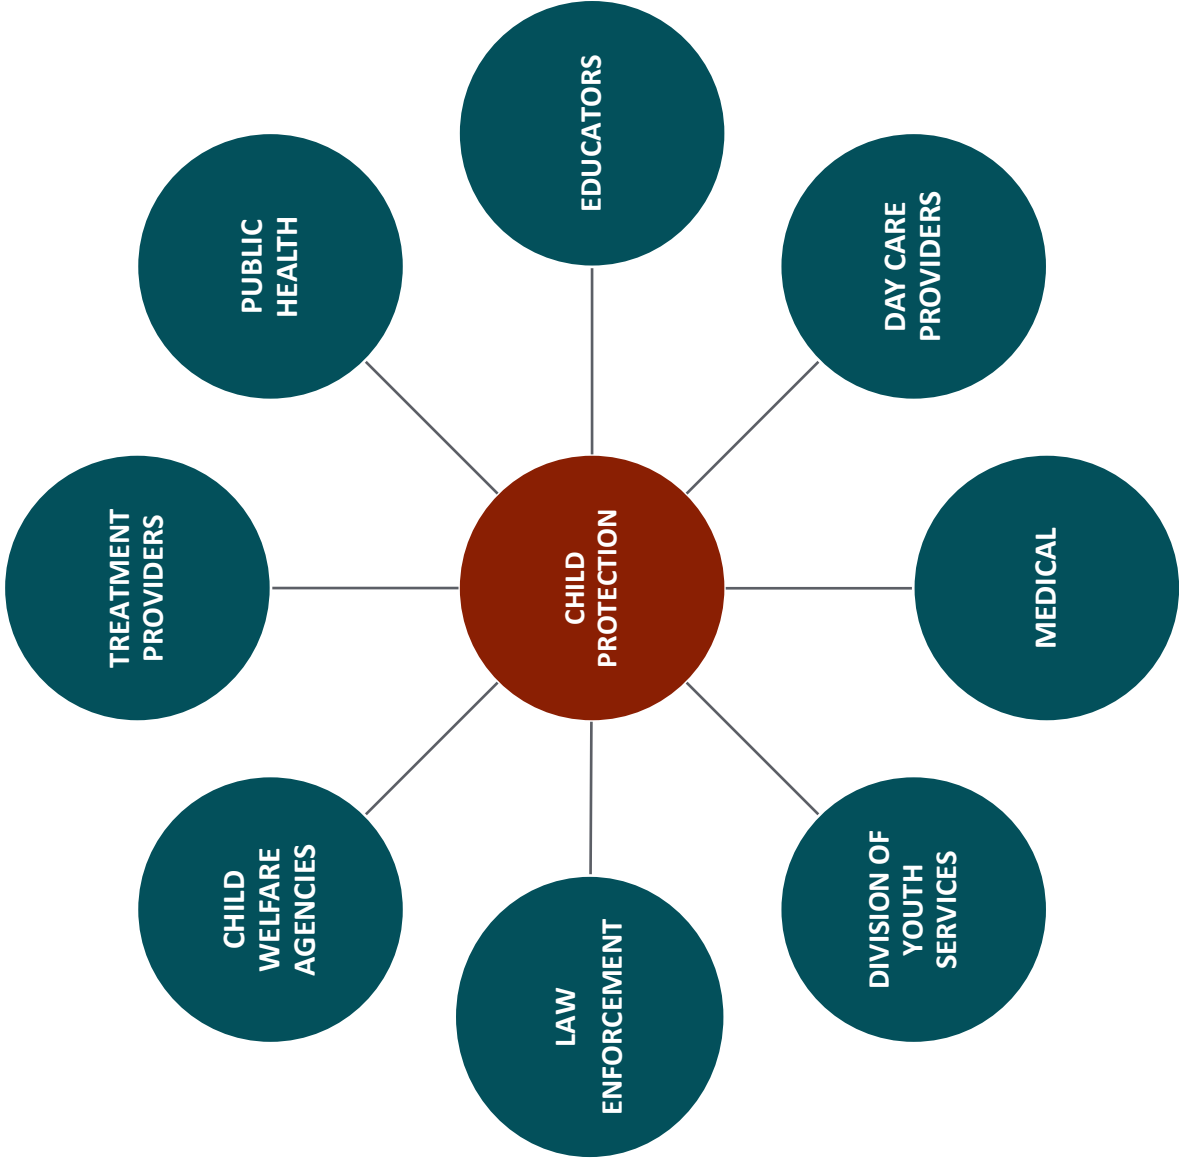 EDUCATORS
DAY CARE
PROVIDERS
MEDICAL
DIVISION OF
YOUTH
SERVICES
LAW
ENFORCEMENT
CHILD
WELFARE
AGENCIES
TREATMENT
PROVIDERS
PUBLIC
HEALTH
CHILD
PROTECTION